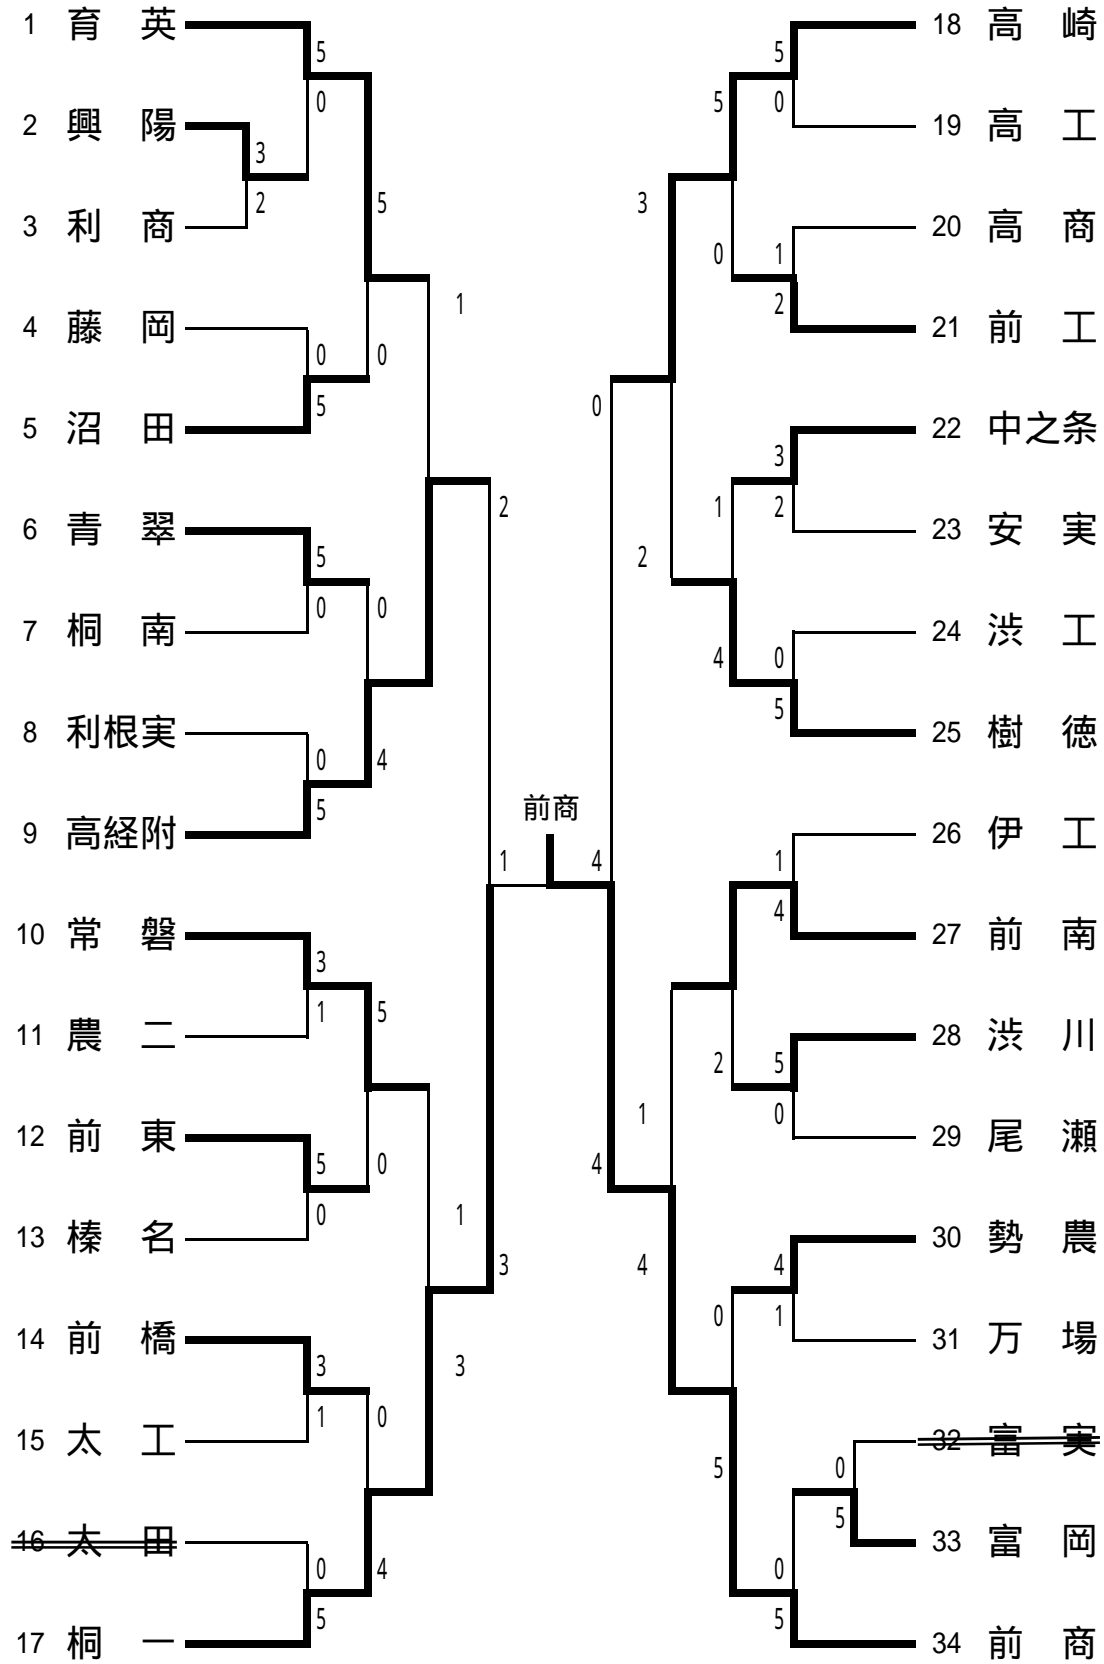 1 育 英
5
0
2 興 陽
3
2
3 利 商
5
1
4 藤 岡
0
0
5
5 沼 田
2
6 青 翠
5
0
0
7 桐 南
8 利根実
0
4
5
9 高経附
前商
1
4
10 常 磐
3
1
5
11 農 二
12 前 東
5
0
0
13 榛 名
1
3
14 前 橋
3
3
1
0
15 太 工
16 太 田
0
4
5
17 桐 一
18 高 崎
5
5
0
19 高 工
3
20 高 商
0
1
2
21 前 工
0
22 中之条
3
1
2
23 安 実
2
24 渋 工
4
0
5
25 樹 徳
26 伊 工
1
4
27 前 南
28 渋 川
2
5
0
29 尾 瀬
1
4
30 勢 農
4
4
0
1
31 万 場
32 富 実
5
0
5
33 富 岡
0
5
34 前 商